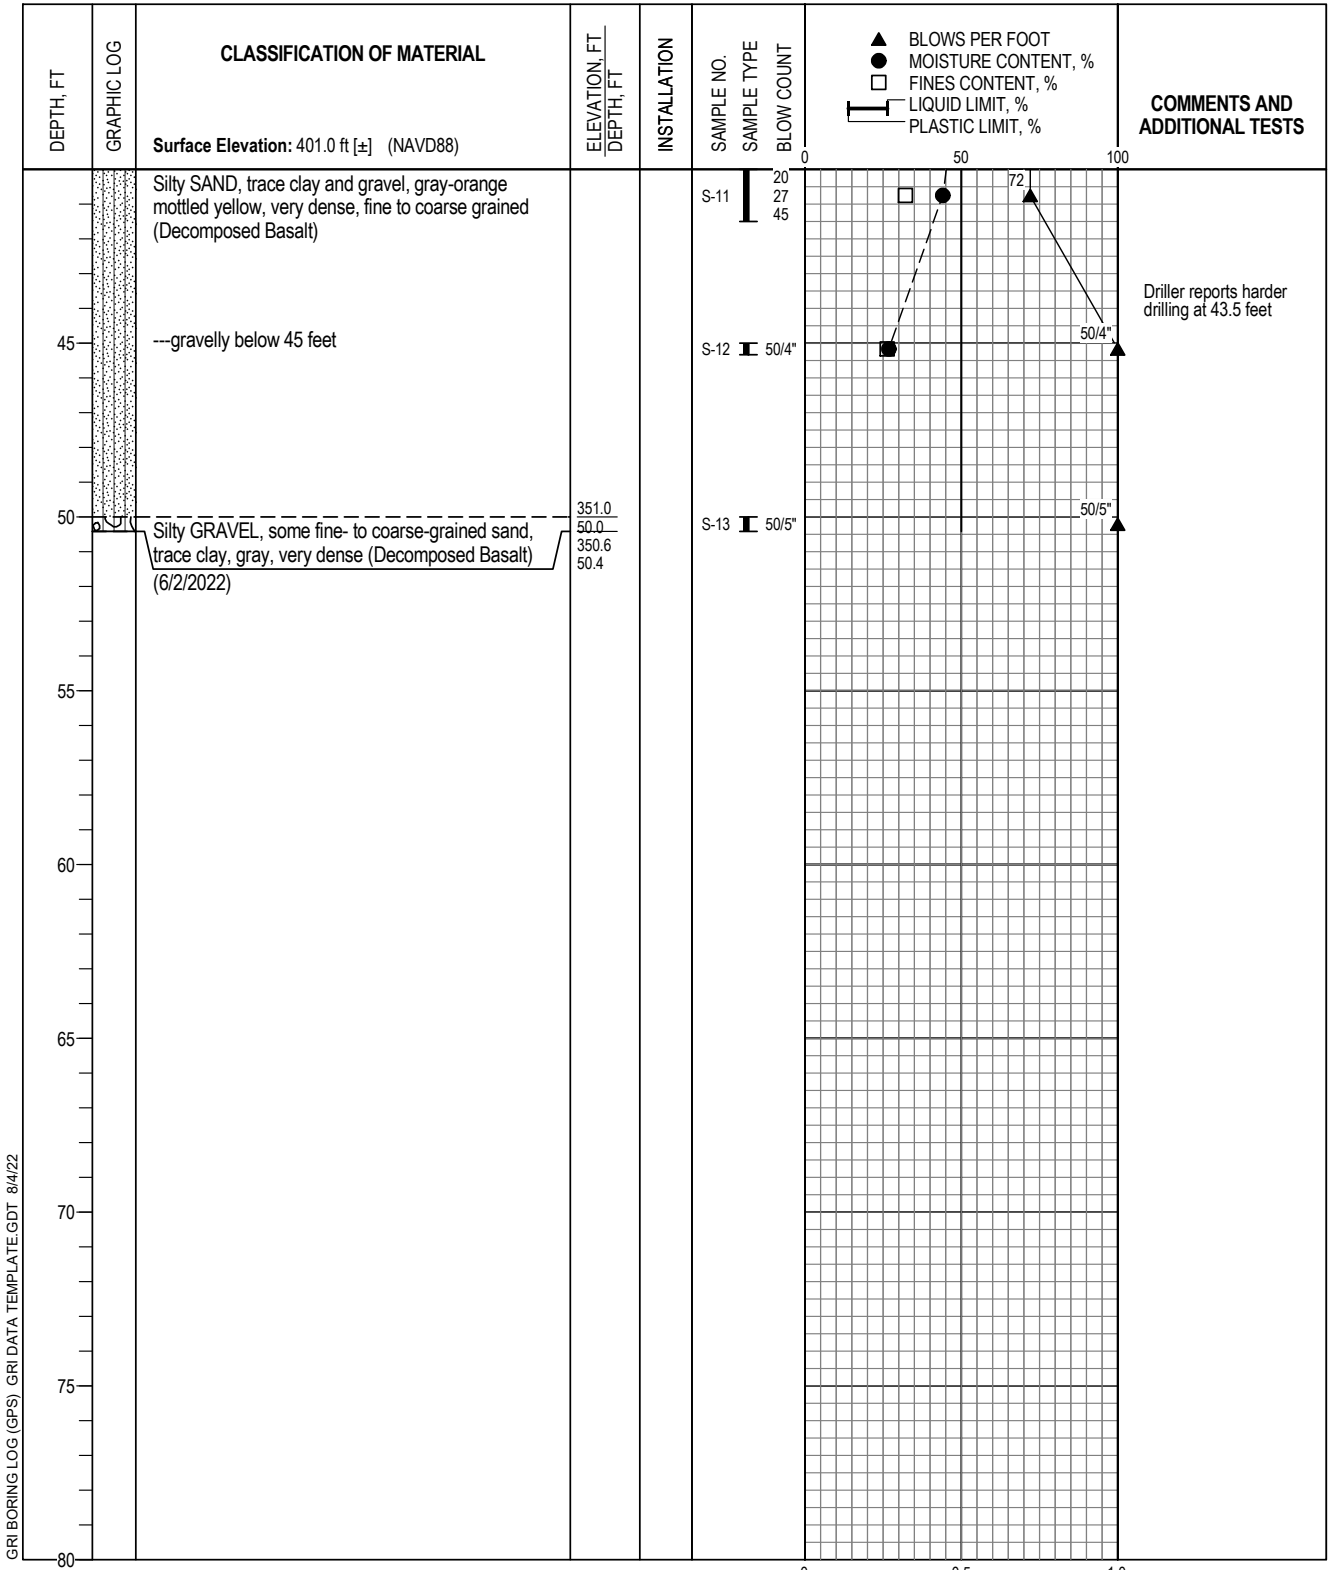 DEPTH, FT
GRAPHIC LOG
CLASSIFICATION OF MATERIAL
Surface Elevation: 401.0 ft [±] (NAVD88)
ELEVATION, FT
DEPTH, FT
INSTALLATION
SAMPLE NO.
SAMPLE TYPE
BLOW COUNT
BLOWS PER FOOT
MOISTURE CONTENT, %
FINES CONTENT, %
LIQUID LIMIT, %
PLASTIC LIMIT, %
0 50 100
COMMENTS AND
ADDITIONAL TESTS
Silty SAND, trace clay and gravel, gray-orange
mottled yellow, very dense, fine to coarse grained
(Decomposed Basalt)
S-11
20
27
45
72
Driller reports harder
drilling at 43.5 feet
45
---gravelly below 45 feet
S-12 50/4"
50/4"
50
351.0
50.0
350.6
50.4
Silty GRAVEL, some fine- to coarse-grained sand,
trace clay, gray, very dense (Decomposed Basalt)
(6/2/2022)
S-13 50/5"
50/5"
55
60
65
70
75
80
GRI BORING LOG (GPS) GRI DATA TEMPLATE.GDT 8/4/22